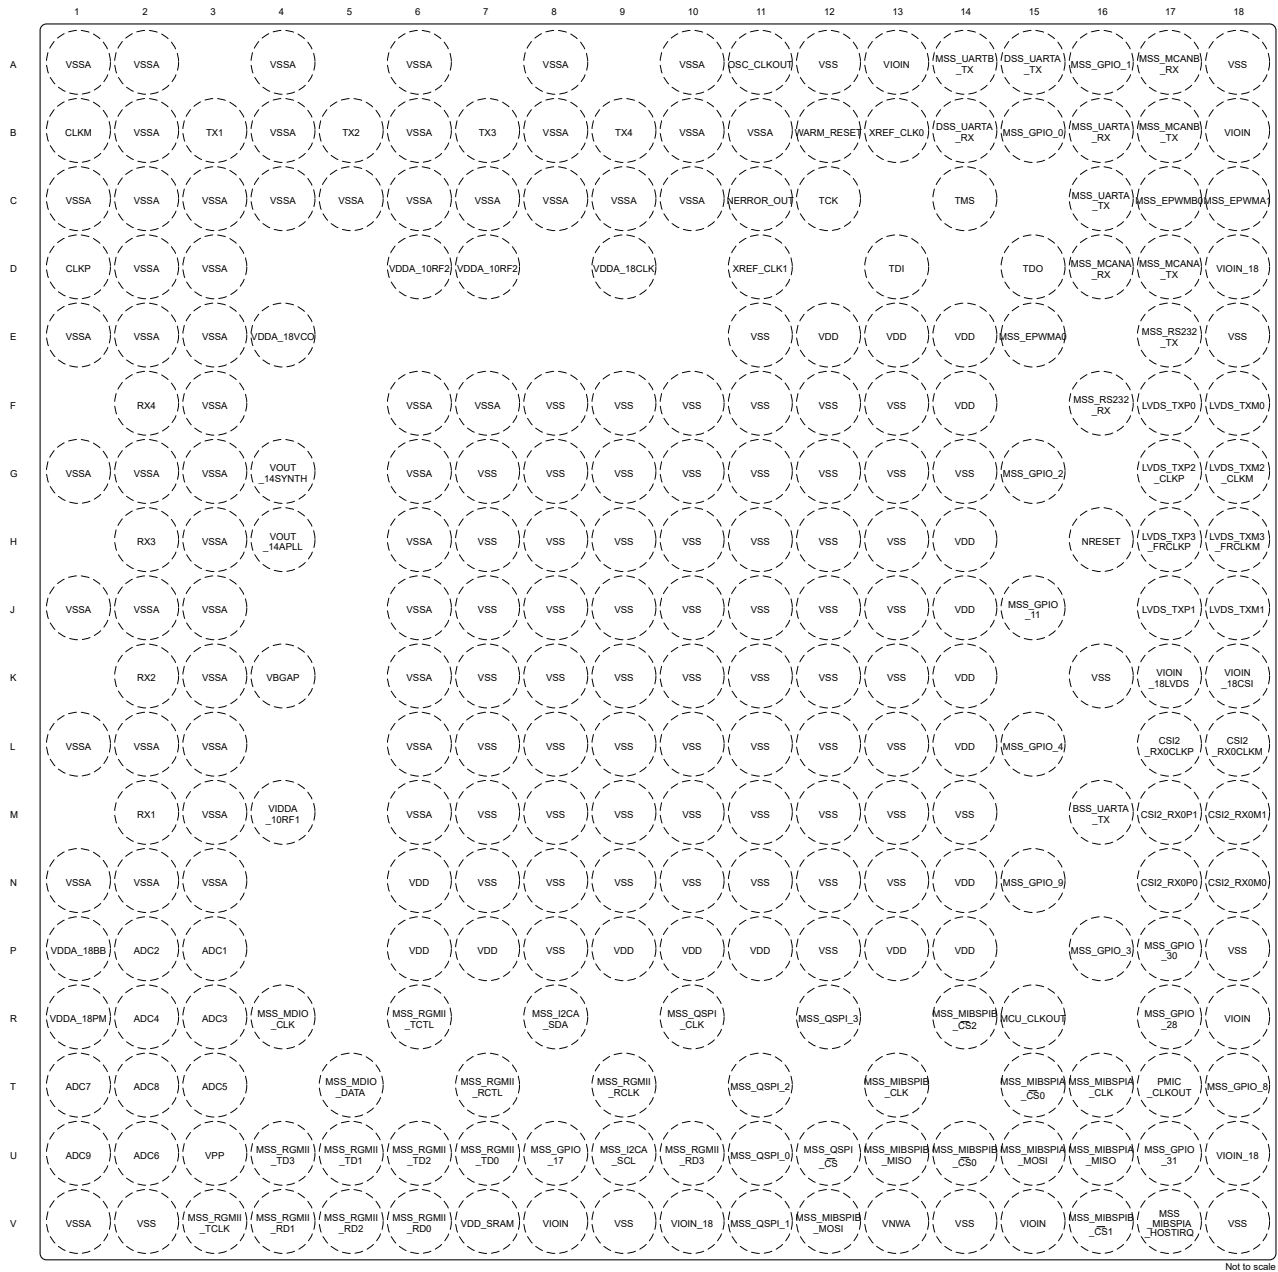 1 2 3 4 5 6 7 8 9 10 11 12 13 14 15 16 17 18
A VSSA VSSA VSSA VSSA VSSA VSSA OSC_CLKOUT VSS VIOIN MSS_UARTB_TX DSS_UARTA_TX MSS_GPIO_1 MSS_MCANB_RX VSS
B CLKM VSSA TX1 VSSA TX2 VSSA TX3 VSSA TX4 VSSA VSSA WARM_RESET XREF_CLK0 DSS_UARTA_RX MSS_GPIO_0 MSS_UARTA_RX MSS_MCANB_TX VIOIN
C VSSA VSSA VSSA VSSA VSSA VSSA VSSA VSSA VSSA VSSA NERROR_OUT TCK TMS MSS_UARTA_TX MSS_EPWMB0 MSS_EPWMA1
D CLKP VSSA VSSA VDDA_10RF2 VDDA_10RF2 VDDA_18CLK XREF_CLK1 TDI TDO MSS_MCANA_RX MSS_MCANA_TX VIOIN_18
E VSSA VSSA VSSA VDDA_18VCO VSS VDD VDD VDD MSS_EPWMA0 MSS_RS232_TX VSS
F RX4 VSSA VSSA VSSA VSS VSS VSS VSS VSS VSS VDD MSS_RS232_RX LVDS_TXP0 LVDS_TXM0
G VSSA VSSA VSSA VOUT_14SYNTH VSSA VSS VSS VSS VSS VSS VSS VSS VSS MSS_GPIO_2 LVDS_TXP2_CLKP LVDS_TXM2_CLKM
H RX3 VSSA VOUT_14APLL VSSA VSS VSS VSS VSS VSS VSS VSS VDD NRESET LVDS_TXP3_FRCLKP LVDS_TXM3_FRCLKM
J VSSA VSSA VSSA VSSA VSS VSS VSS VSS VSS VSS VSS VDD MSS_GPIO_11 LVDS_TXP1 LVDS_TXM1
K RX2 VSSA VBGAP VSSA VSS VSS VSS VSS VSS VSS VSS VDD VSS VIOIN_18LVDS VIOIN_18CSI
L VSSA VSSA VSSA VSSA VSS VSS VSS VSS VSS VSS VSS VDD MSS_GPIO_4 CSI2_RX0CLKP CSI2_RX0CLKM
M RX1 VSSA VIDDA_10RF1 VSSA VSS VSS VSS VSS VSS VSS VSS VSS BSS_UARTA_TX CSI2_RX0P1 CSI2_RX0M1
N VSSA VSSA VSSA VDD VSS VSS VSS VSS VSS VSS VSS VDD MSS_GPIO_9 CSI2_RX0P0 CSI2_RX0M0
P VDDA_18BB ADC2 ADC1 VDD VDD VSS VDD VDD VDD VSS VDD VDD MSS_GPIO_3 MSS_GPIO_30 VSS
R VDDA_18PM ADC4 ADC3 MSS_MDIO_CLK MSS_RGMII_TCTL MSS_I2CA_SDA MSS_QSPI_CLK MSS_QSPI_3 MSS_MIBSPIB_CS2 MCU_CLKOUT MSS_GPIO_28 VIOIN
T ADC7 ADC8 ADC5 MSS_MDIO_DATA MSS_RGMII_RCTL MSS_RGMII_RCLK MSS_QSPI_2 MSS_MIBSPIB_CLK MSS_MIBSPIA_CS0 MSS_MIBSPIA_CLK PMIC_CLKOUT MSS_GPIO_8
U ADC9 ADC6 VPP MSS_RGMII_TD3 MSS_RGMII_TD1 MSS_RGMII_TD2 MSS_RGMII_TD0 MSS_GPIO_17 MSS_I2CA_SCL MSS_RGMII_RD3 MSS_QSPI_0 MSS_QSPI_CS MSS_MIBSPIB_MISO MSS_MIBSPIB_CS0 MSS_MIBSPIA_MOSI MSS_MIBSPIA_MISO MSS_GPIO_31 VIOIN_18
V VSSA VSS MSS_RGMII_TCLK MSS_RGMII_RD1 MSS_RGMII_RD2 MSS_RGMII_RD0 VDD_SRAM VIOIN VSS VIOIN_18 MSS_QSPI_1 MSS_MIBSPIB_MOSI VNWA VSS VIOIN MSS_MIBSPIB_CS1 MSS_MIBSPIA_HOSTIRQ VSS
Not to scale